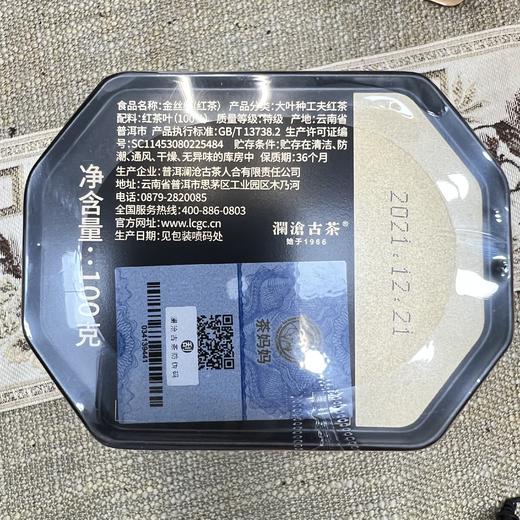 食品名称:金丝 (红茶) 产品分类:大叶种工夫红茶
配料:红茶叶(100%) 质量等级:特级 产地:云南省
普洱市 产品执行标准:GB/T 13738.2 生产许可证编
号:SC11453080225484 贮存条件:贮存在清洁、防
潮、通风、干燥、无异味的库房中 保质期:36个月
生产企业:普洱澜沧古茶人合有限责任公司
地址:云南省普洱市思茅区工业园区木乃河
电话:0879-2820085
全国服务热线:400-886-0803
官方网址:www.lcgc.cn
生产日期:见包装喷码处
净含量:100克
澜沧古茶®
始于1966
2021.12.21
茶妈妈
澜沧古茶防伪码